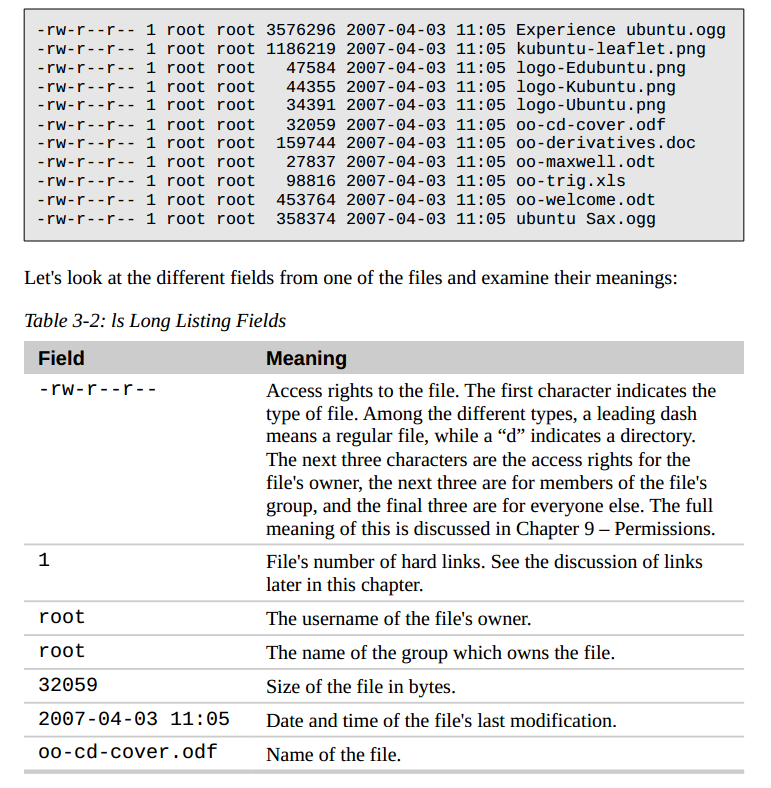 -rw-r--r-- 1 root root 3576296 2007-04-03 11:05 Experience ubuntu.ogg
-rw-r--r-- 1 root root 1186219 2007-04-03 11:05 kubuntu-leaflet.png
-rw-r--r-- 1 root root   47584 2007-04-03 11:05 logo-Edubuntu.png
-rw-r--r-- 1 root root   44355 2007-04-03 11:05 logo-Kubuntu.png
-rw-r--r-- 1 root root   34391 2007-04-03 11:05 logo-Ubuntu.png
-rw-r--r-- 1 root root   32059 2007-04-03 11:05 oo-cd-cover.odf
-rw-r--r-- 1 root root  159744 2007-04-03 11:05 oo-derivatives.doc
-rw-r--r-- 1 root root   27837 2007-04-03 11:05 oo-maxwell.odt
-rw-r--r-- 1 root root   98816 2007-04-03 11:05 oo-trig.xls
-rw-r--r-- 1 root root  453764 2007-04-03 11:05 oo-welcome.odt
-rw-r--r-- 1 root root  358374 2007-04-03 11:05 ubuntu Sax.ogg
Let's look at the different fields from one of the files and examine their meanings:
Table 3-2: ls Long Listing Fields
Field Meaning
-rw-r--r-- Access rights to the file. The first character indicates the
type of file. Among the different types, a leading dash
means a regular file, while a “d” indicates a directory.
The next three characters are the access rights for the
file's owner, the next three are for members of the file's
group, and the final three are for everyone else. The full
meaning of this is discussed in Chapter 9 – Permissions.
1 File's number of hard links. See the discussion of links
later in this chapter.
root The username of the file's owner.
root The name of the group which owns the file.
32059 Size of the file in bytes.
2007-04-03 11:05 Date and time of the file's last modification.
oo-cd-cover.odf Name of the file.